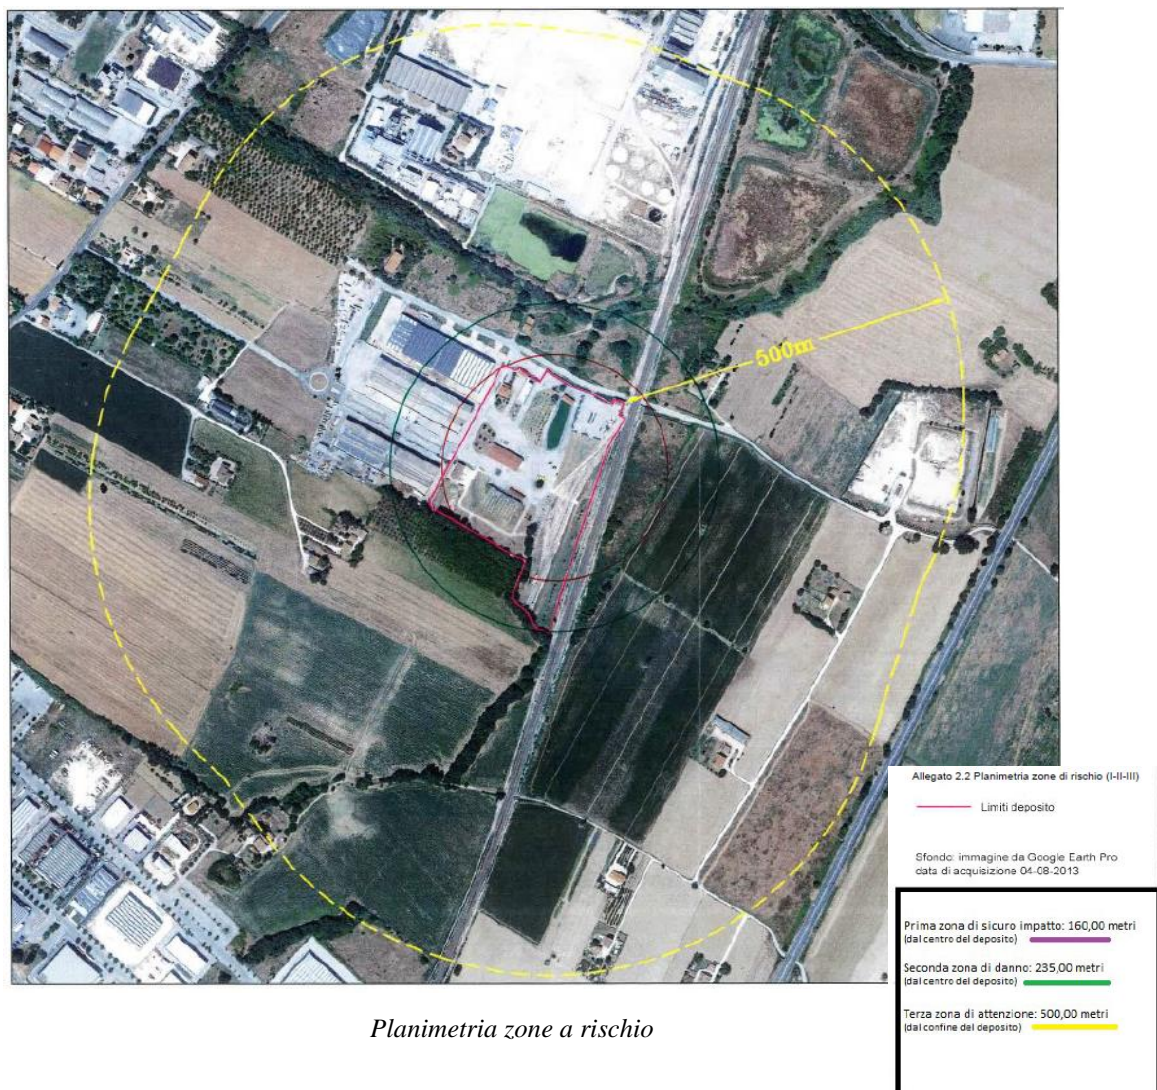 500m
Allegato 2.2 Planimetria zone di rischio (I-II-III)
Limiti deposito
Sfondo: immagine da Google Earth Pro
data di acquisizione 04-08-2013
Prima zona di sicuro impatto: 160,00 metri
(dal centro del deposito)
Seconda zona di danno: 235,00 metri
(dal centro del deposito)
Terza zona di attenzione: 500,00 metri
(dal confine del deposito)
Planimetria zone a rischio